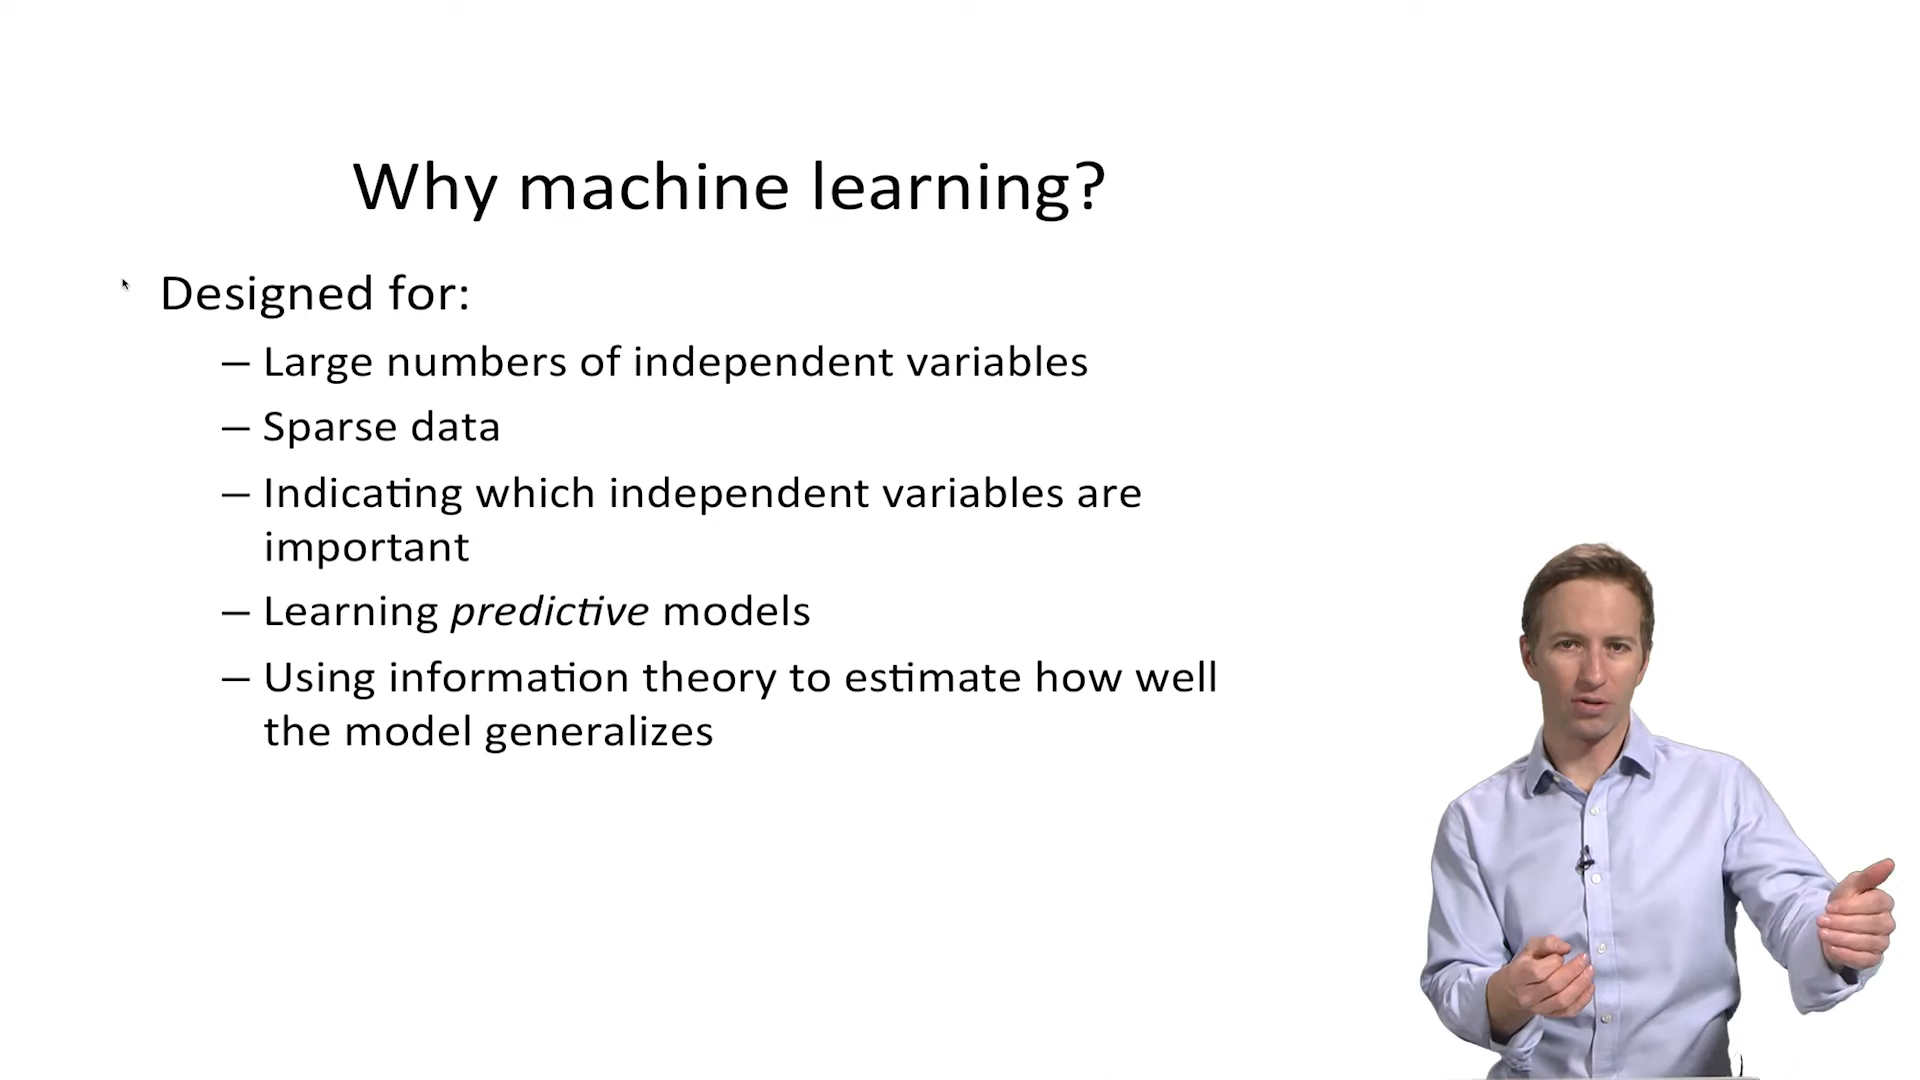 Why machine learning?
Designed for:
– Large numbers of independent variables
– Sparse data
– Indicating which independent variables are
important
– Learning predictive models
– Using information theory to estimate how well
the model generalizes